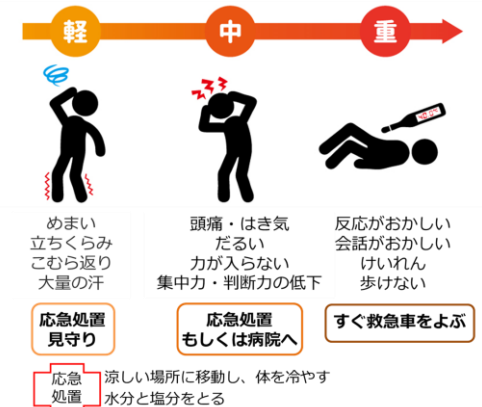 軽 中 重
めまい
立ちくらみ
こむら返り
大量の汗
応急処置
見守り
頭痛・はき気
だるい
力が入らない
集中力・判断力の低下
応急処置
もしくは病院へ
反応がおかしい
会話がおかしい
けいれん
歩けない
すぐ救急車をよぶ
応急
処置
涼しい場所に移動し、体を冷やす
水分と塩分をとる